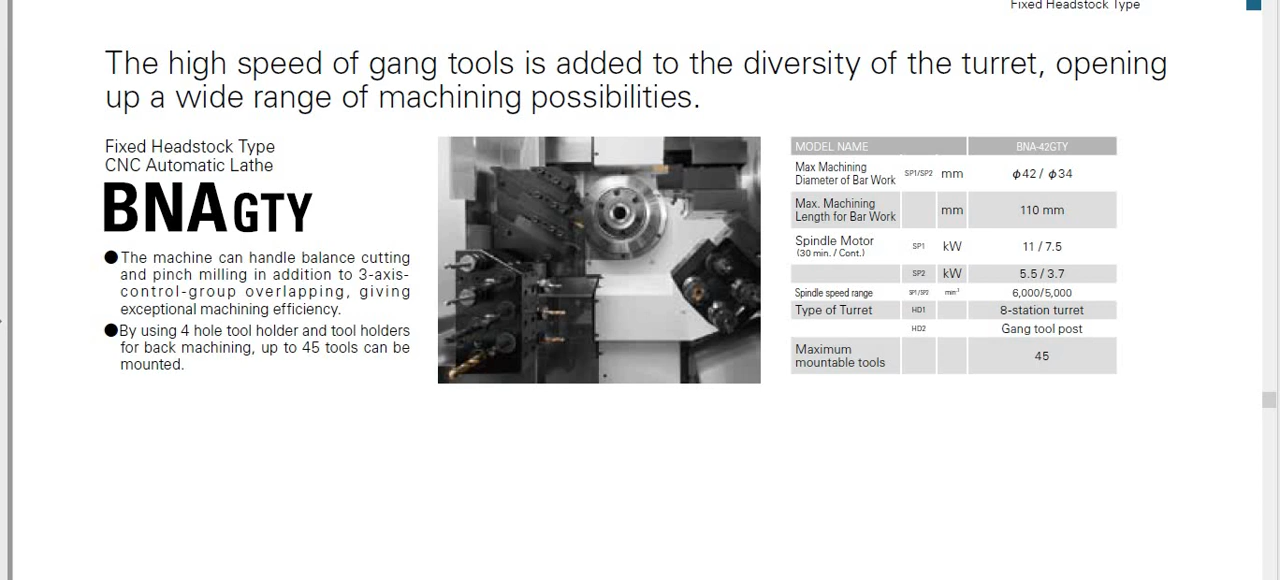 Fixed Headstock Type
The high speed of gang tools is added to the diversity of the turret, opening
up a wide range of machining possibilities.
Fixed Headstock Type
CNC Automatic Lathe
BNA GTY
●The machine can handle balance cutting
and pinch milling in addition to 3-axis-
control-group overlapping, giving
exceptional machining efficiency.
●By using 4 hole tool holder and tool holders
for back machining, up to 45 tools can be
mounted.
MODEL NAME BNA-42GTY
Max Machining
Diameter of Bar Work SP1/SP2 mm ϕ42 / ϕ34
Max. Machining
Length for Bar Work mm 110 mm
Spindle Motor
(30 min. / Cont.) SP1 kW 11 / 7.5
SP2 kW 5.5 / 3.7
Spindle speed range SP1/SP2 min⁻¹ 6,000/5,000
Type of Turret HD1 8-station turret
HD2 Gang tool post
Maximum
mountable tools 45